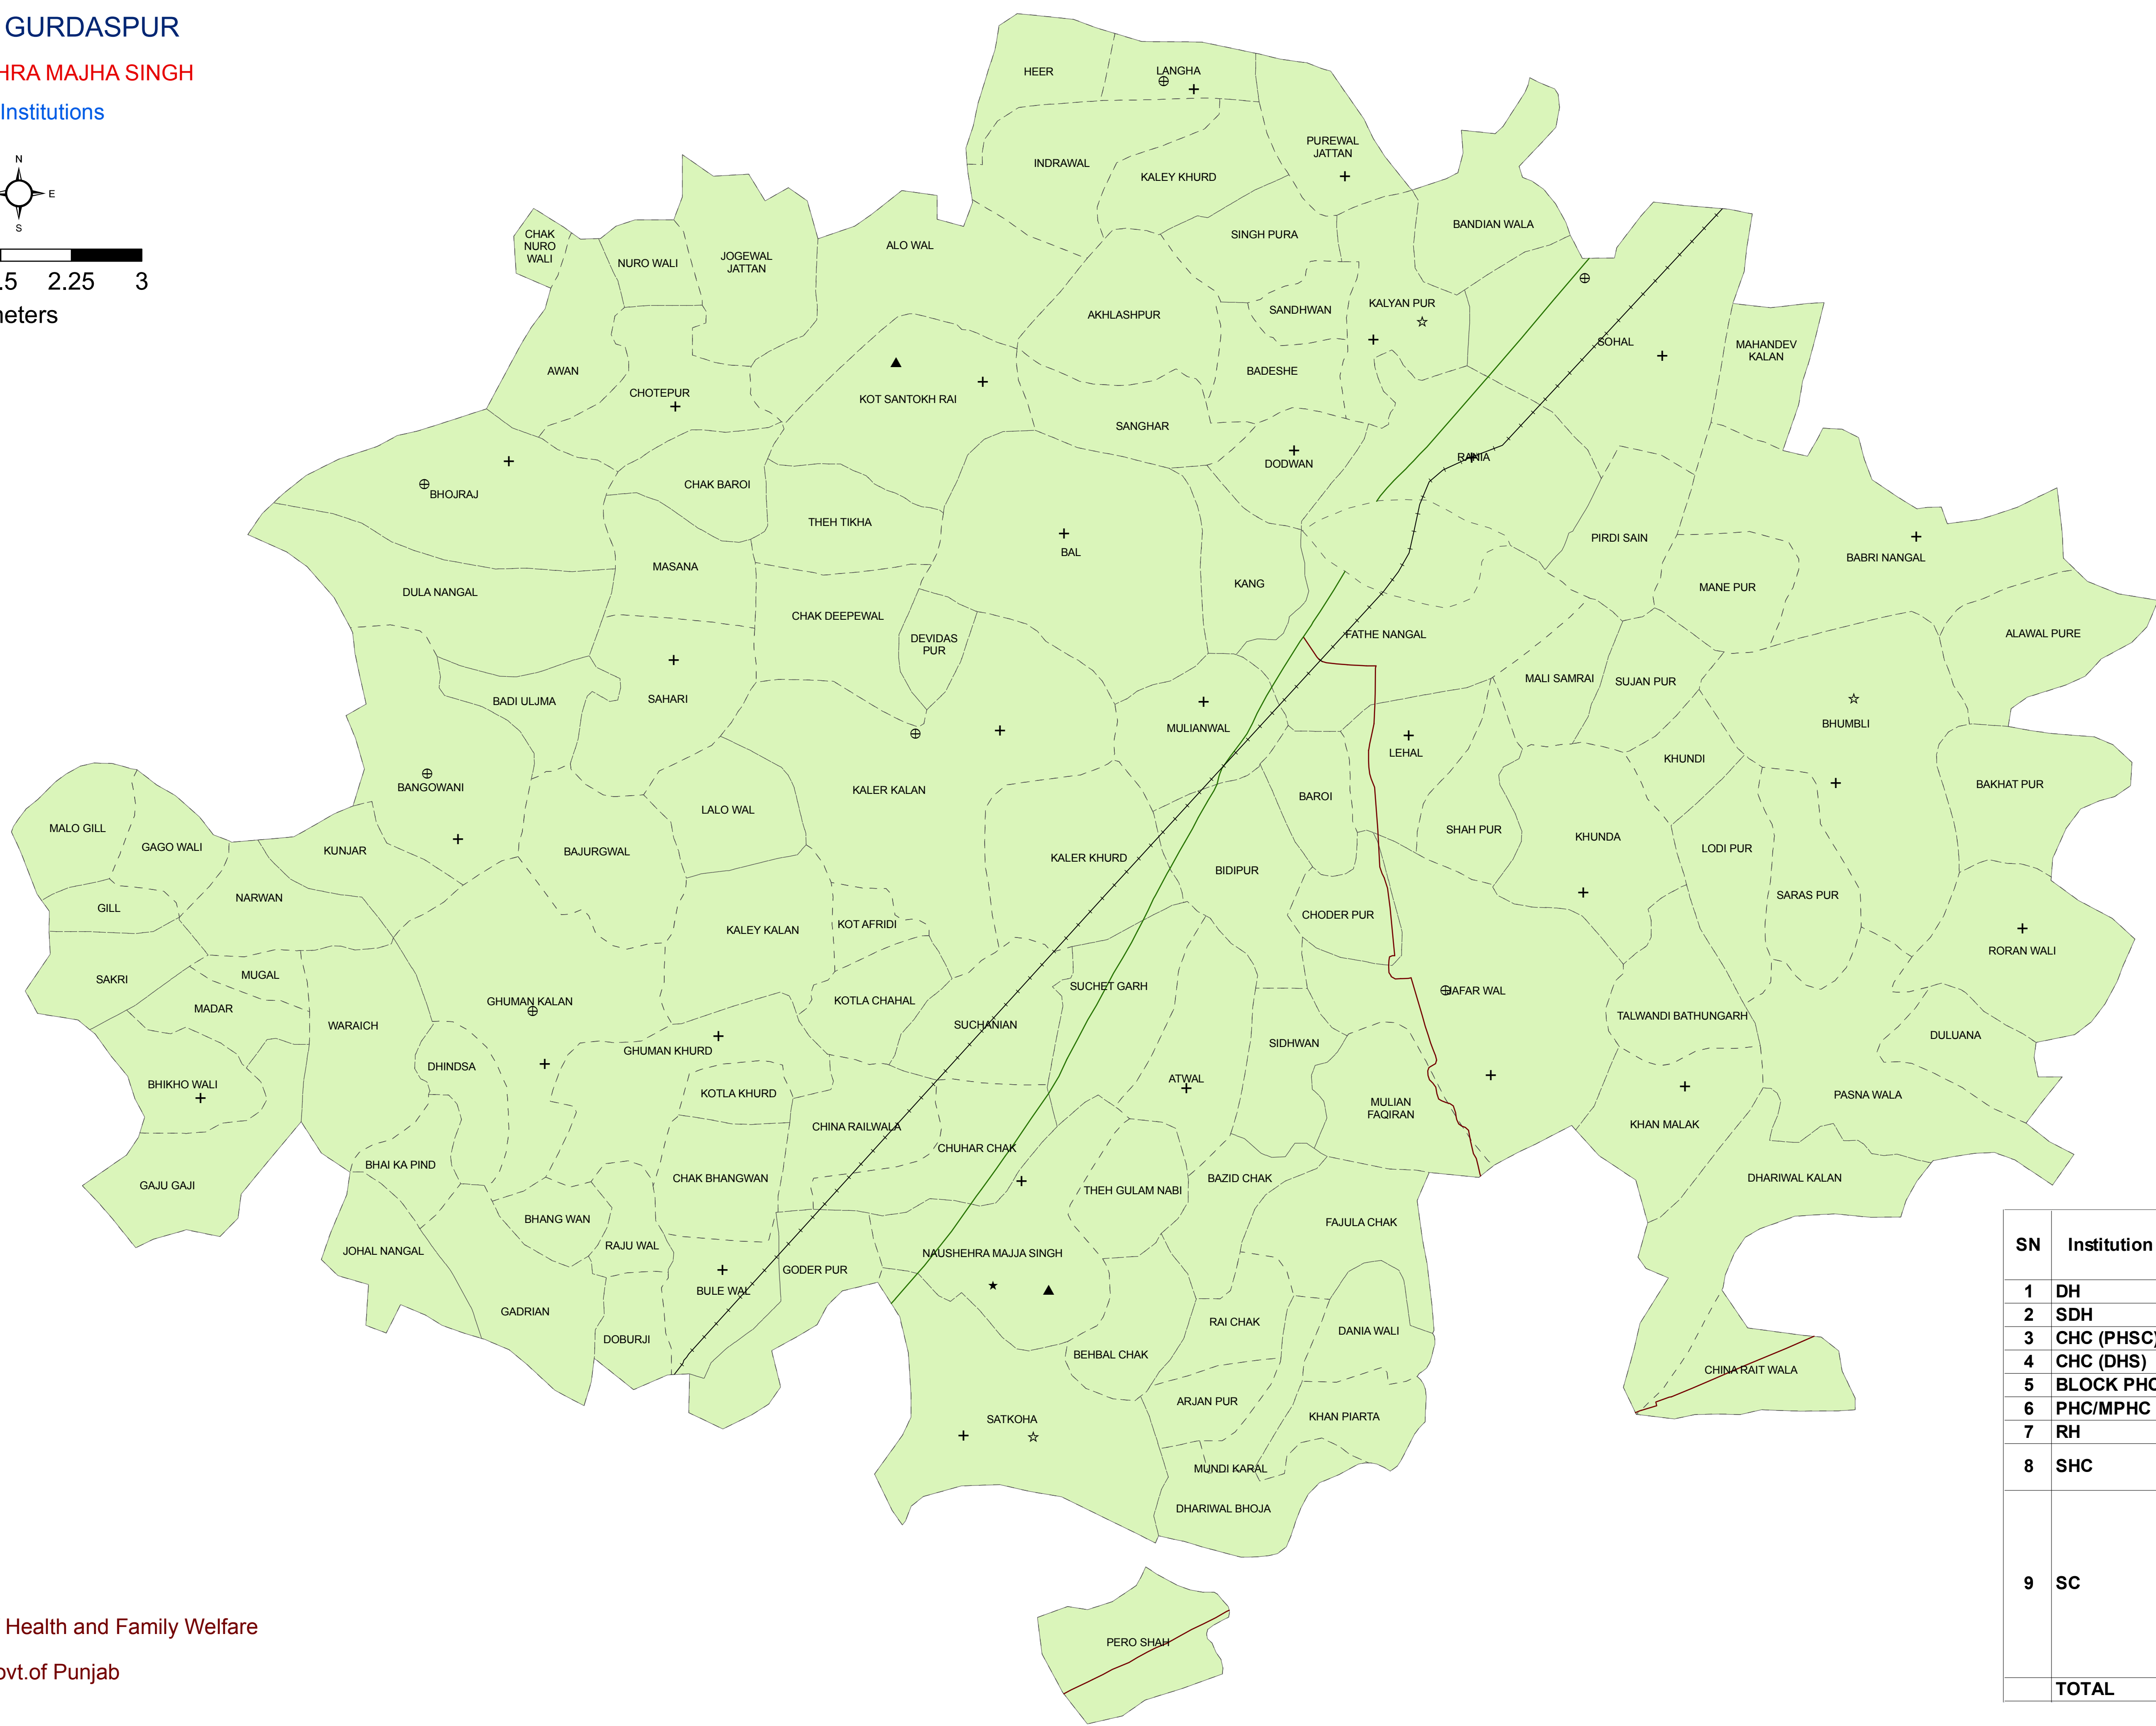 GURDASPUR
HRA MAJHA SINGH
Institutions
N
E
S
.5 2.25 3
neters
HEER
LANGHA
PUREWAL
JATTAN
INDRAWAL
KALEY KHURD
BANDIAN WALA
SINGH PURA
CHAK
NURO
WALI
NURO WALI
JOGEWAL
JATTAN
ALO WAL
AKHLASHPUR
SANDHWAN
KALYAN PUR
SOHAL
MAHANDEV
KALAN
AWAN
CHOTEPUR
KOT SANTOKH RAI
BADESHE
SANGHAR
DODWAN
RANIA
BHOJRAJ
CHAK BAROI
THEH TIKHA
BAL
PIRDI SAIN
BABRI NANGAL
MASANA
DULA NANGAL
KANG
MANE PUR
CHAK DEEPEWAL
DEVIDAS
PUR
FATHE NANGAL
ALAWAL PURE
BADI ULJMA
SAHARI
MALI SAMRAI
SUJAN PUR
MULIANWAL
BHUMBLI
LEHAL
KHUNDI
BANGOWANI
KALER KALAN
BAROI
BAKHAT PUR
LALO WAL
MALO GILL
GAGO WALI
KUNJAR
BAJURGWAL
KALER KHURD
SHAH PUR
KHUNDA
LODI PUR
BIDIPUR
NARWAN
SARAS PUR
GILL
CHODER PUR
KALEY KALAN
KOT AFRIDI
RORAN WALI
SAKRI
MUGAL
SUCHET GARH
JAFAR WAL
MADAR
GHUMAN KALAN
KOTLA CHAHAL
TALWANDI BATHUNGARH
WARAICH
SUCHANIAN
DULUANA
GHUMAN KHURD
SIDHWAN
DHINDSA
ATWAL
BHIKHO WALI
KOTLA KHURD
MULIAN
FAQIRAN
PASNA WALA
CHINA RAILWALA
KHAN MALAK
CHUHAR CHAK
BHAI KA PIND
CHAK BHANGWAN
BAZID CHAK
DHARIWAL KALAN
GAJU GAJI
THEH GULAM NABI
BHANG WAN
FAJULA CHAK
JOHAL NANGAL
RAJU WAL
NAUSHEHRA MAJJA SINGH
GODER PUR
BULE WAL
GADRIAN
RAI CHAK
DANIA WALI
DOBURJI
BEHBAL CHAK
CHINA RAIT WALA
ARJAN PUR
SATKOHA
KHAN PIARTA
MUNDI KARAL
DHARIWAL BHOJA
PERO SHAH
SN Institution
1 DH
2 SDH
3 CHC (PHSC)
4 CHC (DHS)
5 BLOCK PHC
6 PHC/MPHC
7 RH
8 SHC
9 SC
TOTAL
Health and Family Welfare
ovt.of Punjab